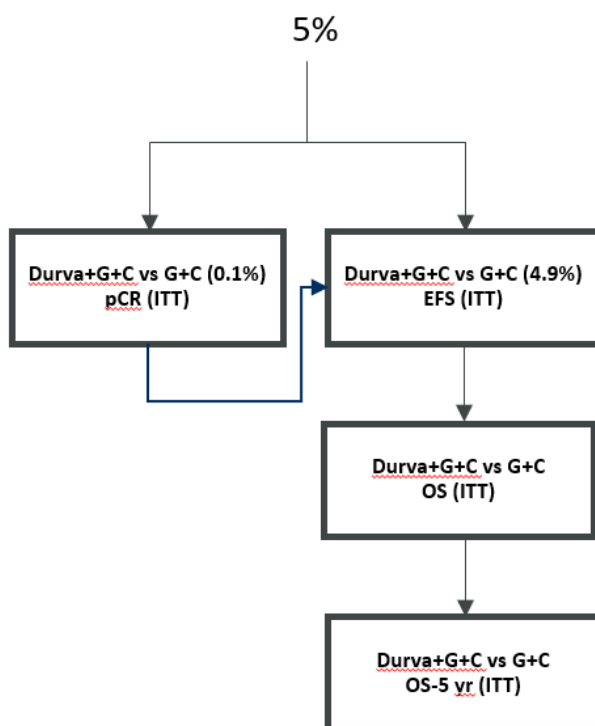 5%
Durva+G+C vs G+C (0.1%)
pCR (ITT)
Durva+G+C vs G+C (4.9%)
EFS (ITT)
Durva+G+C vs G+C
OS (ITT)
Durva+G+C vs G+C
OS-5 yr (ITT)